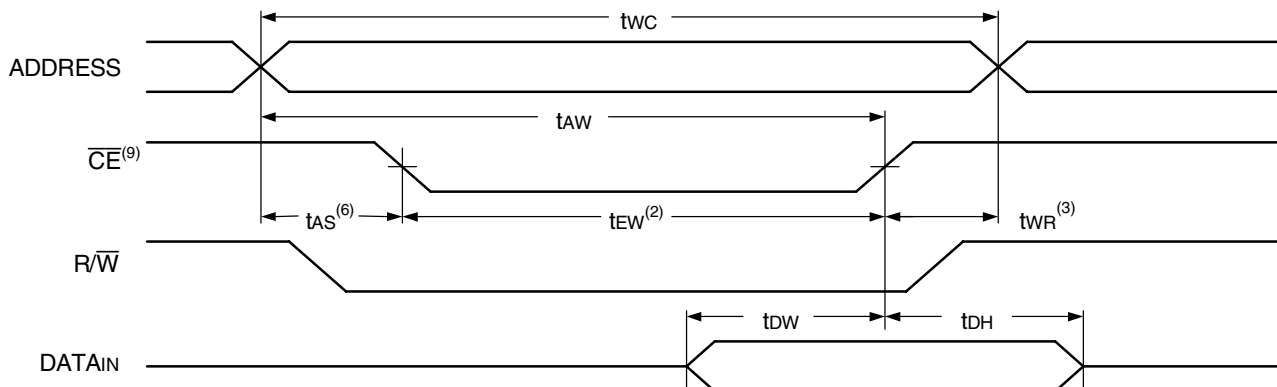 tWC
ADDRESS
tAW
CE(9)
tAS(6) tEW(2) tWR(3)
R/W
tDW tDH
DATAIN